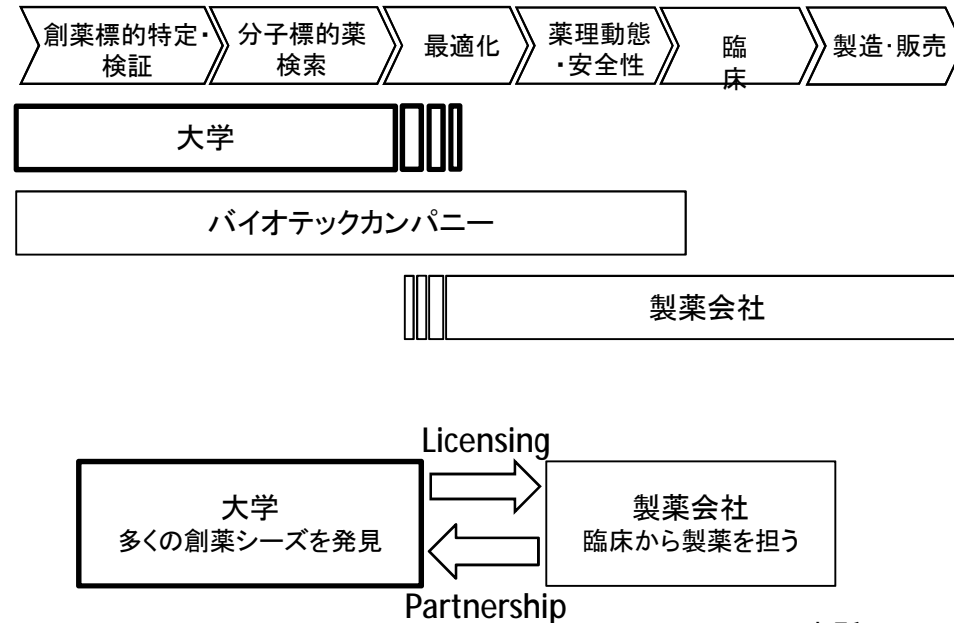 創薬標的特定・
検証
分子標的薬
検索
最適化
薬理動態
・安全性
臨
床
製造・販売
大学
バイオテックカンパニー
製薬会社
Licensing
大学
多くの創薬シーズを発見
製薬会社
臨床から製薬を担う
Partnership